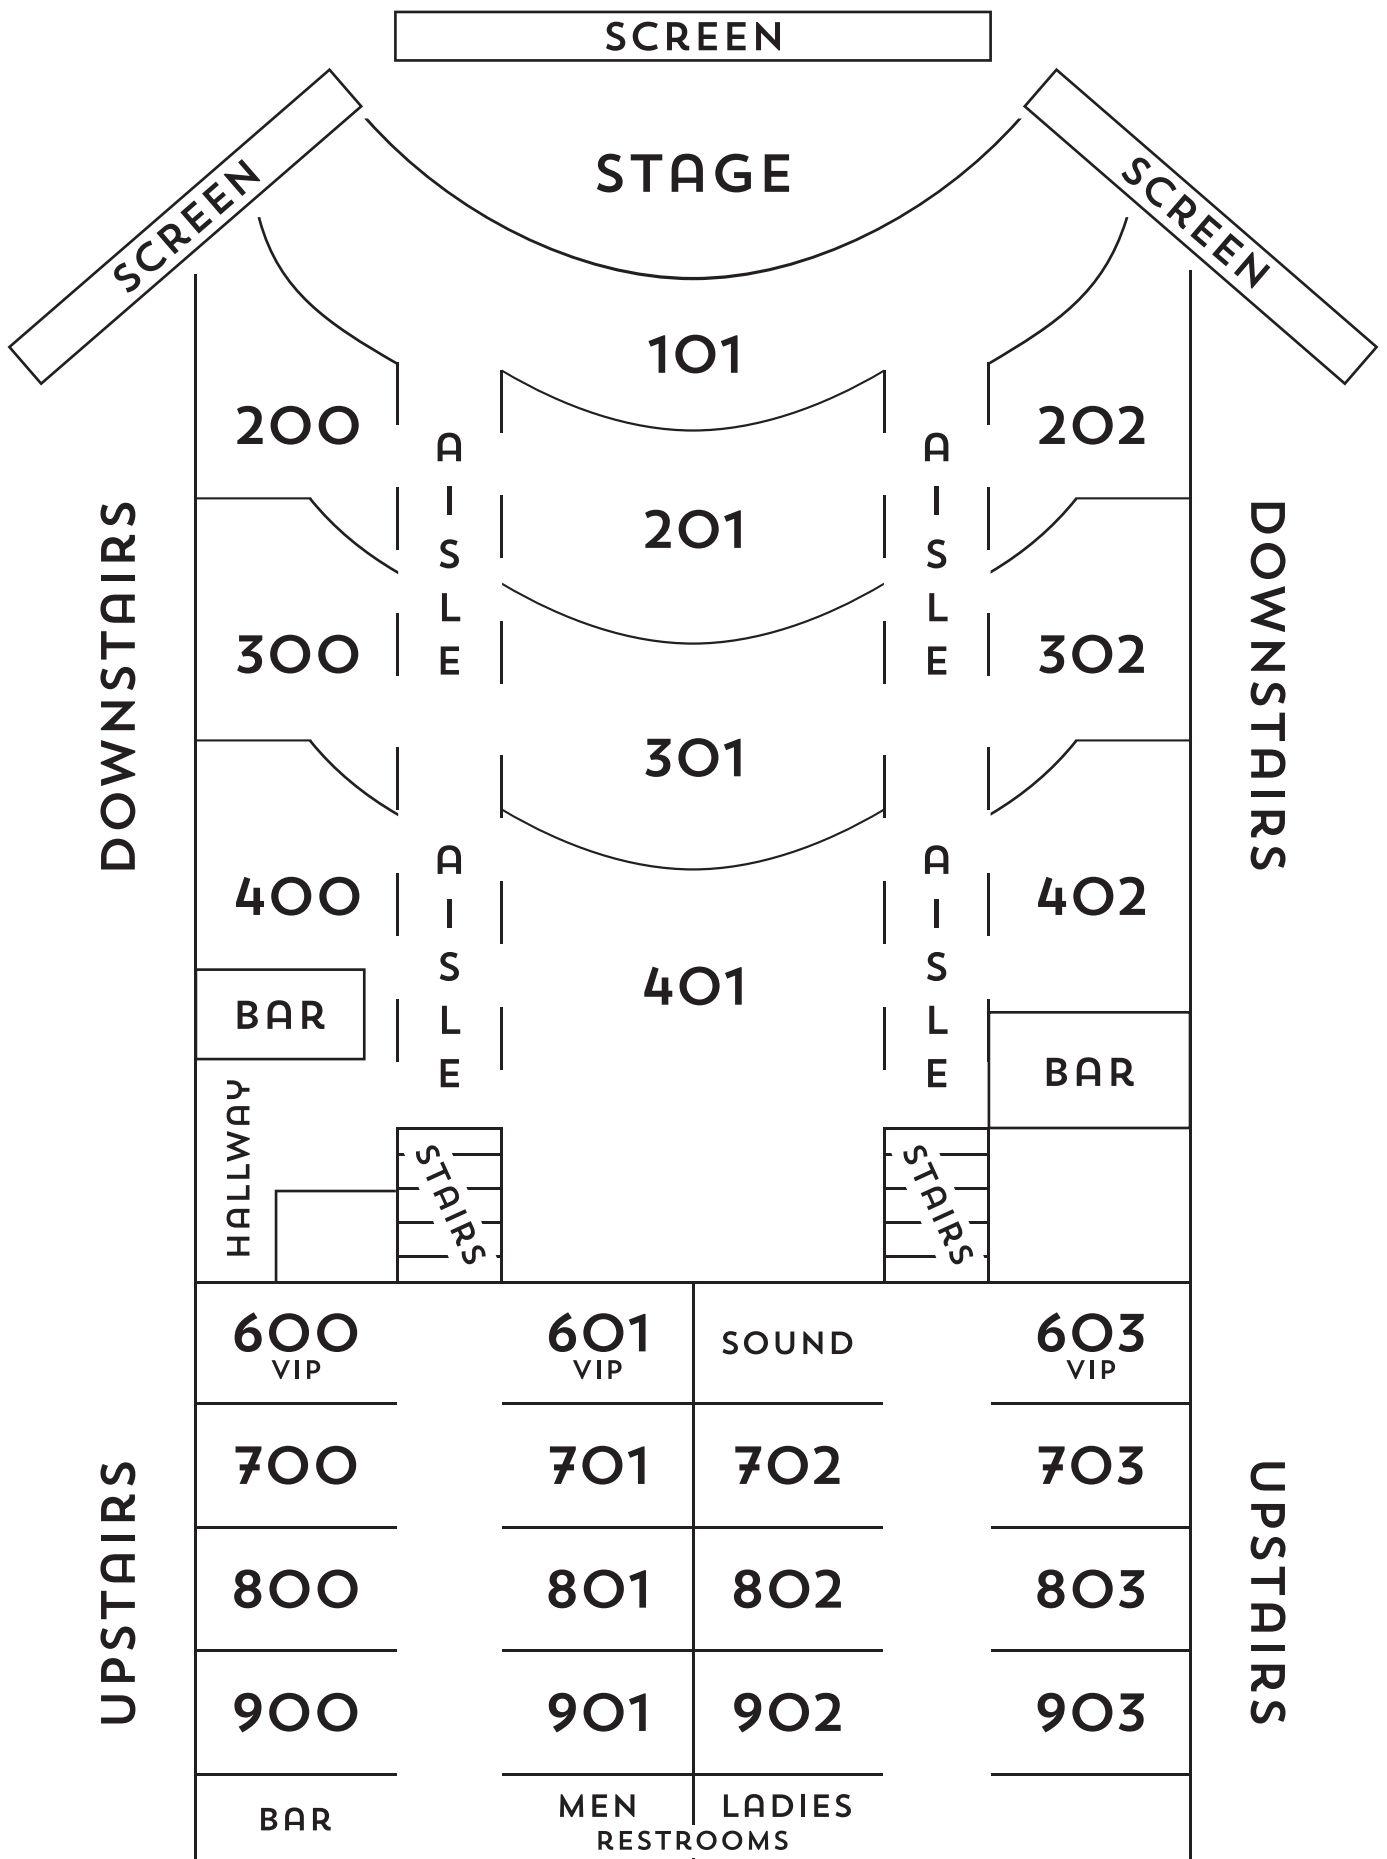 SCREEN
SCREEN
SCREEN
STAGE
101
200
202
AISLE
AISLE
201
DOWNSTAIRS
DOWNSTAIRS
300
302
301
400
402
AISLE
AISLE
401
BAR
BAR
HALLWAY
STAIRS
STAIRS
600
VIP
601
VIP
SOUND
603
VIP
700
701
702
703
UPSTAIRS
UPSTAIRS
800
801
802
803
900
901
902
903
BAR
MEN
LADIES
RESTROOMS